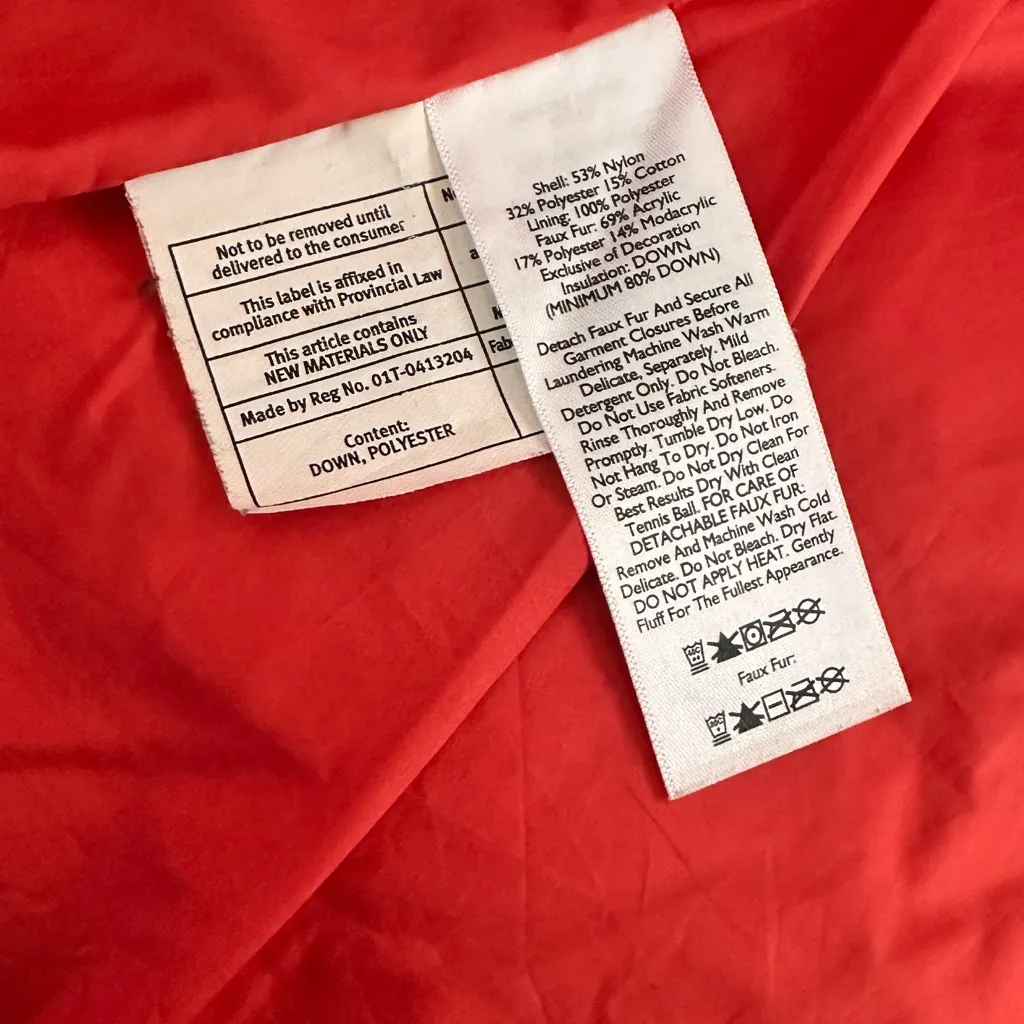 Not to be removed until
delivered to the consumer
This label is affixed in
compliance with Provincial Law
This article contains
NEW MATERIALS ONLY
Made by Reg No. 01T-0413204
Content:
DOWN, POLYESTER
N
a
Fab
Shell: 53% Nylon
32% Polyester 15% Cotton
Lining: 100% Polyester
Faux Fur: 69% Acrylic
17% Polyester 14% Modacrylic
Exclusive of Decoration
Insulation: DOWN
(MINIMUM 80% DOWN)
Detach Faux Fur And Secure All
Garment Closures Before
Laundering Machine Wash Warm
Delicate, Separately. Mild
Detergent Only. Do Not Bleach.
Do Not Use Fabric Softeners.
Rinse Thoroughly And Remove
Promptly. Tumble Dry Low. Do
Not Hang To Dry. Do Not Iron
Or Steam. Do Not Dry Clean For
Best Results Dry With Clean
Tennis Ball. FOR CARE OF
DETACHABLE FAUX FUR:
Remove And Machine Wash Cold
Delicate. Do Not Bleach. Dry Flat.
DO NOT APPLY HEAT. Gently
Fluff For The Fullest Appearance.
Faux Fur: